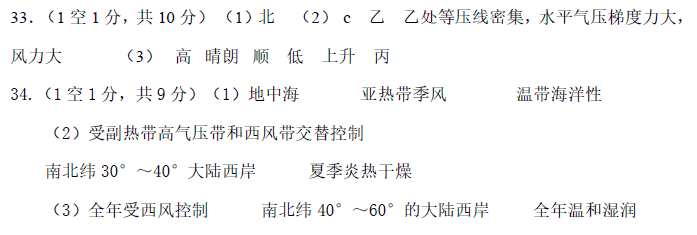 33.（1 空 1 分，共 10 分）（1）北 （2） c 乙 乙处等压线密集，水平气压梯度力大，
风力大 （3） 高 晴朗 顺 低 上升 丙
34.（1 空 1 分，共 9 分）（1）地中海 亚热带季风 温带海洋性
（2）受副热带高气压带和西风带交替控制
南北纬 30°～40°大陆西岸 夏季炎热干燥
（3）全年受西风控制 南北纬 40°～60°的大陆西岸 全年温和湿润